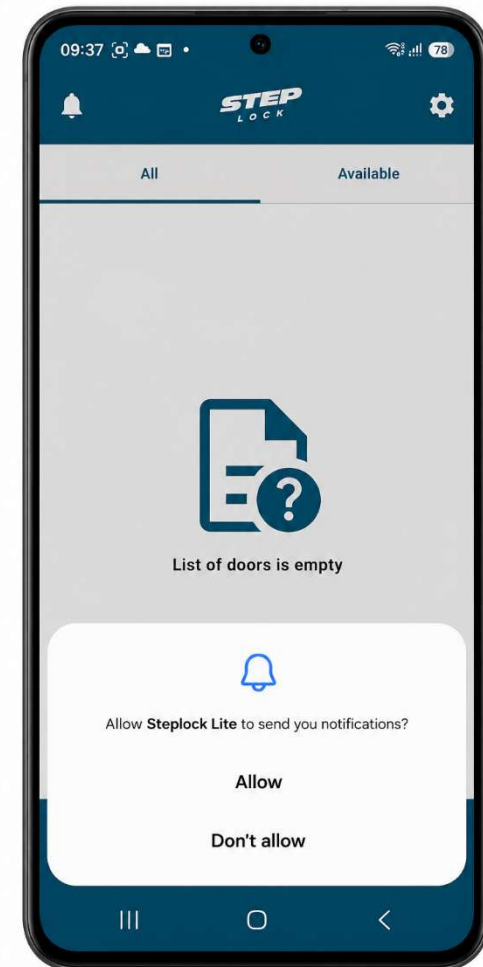 09:37
78
STEP
LOCK
All Available
List of doors is empty
Allow Steplock Lite to send you notifications?
Allow
Don't allow